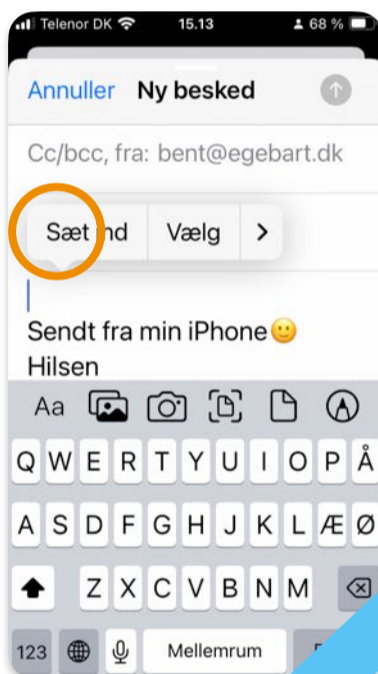 Telenor DK 15.13 68 %
Annuller Ny besked
Cc/bcc, fra: bent@egebart.dk
Sæt ind Vælg >
Sendt fra min iPhone🙂
Hilsen
Aa
Q W E R T Y U I O P Å
A S D F G H J K L Æ Ø
Z X C V B N M
123 Mellemrum